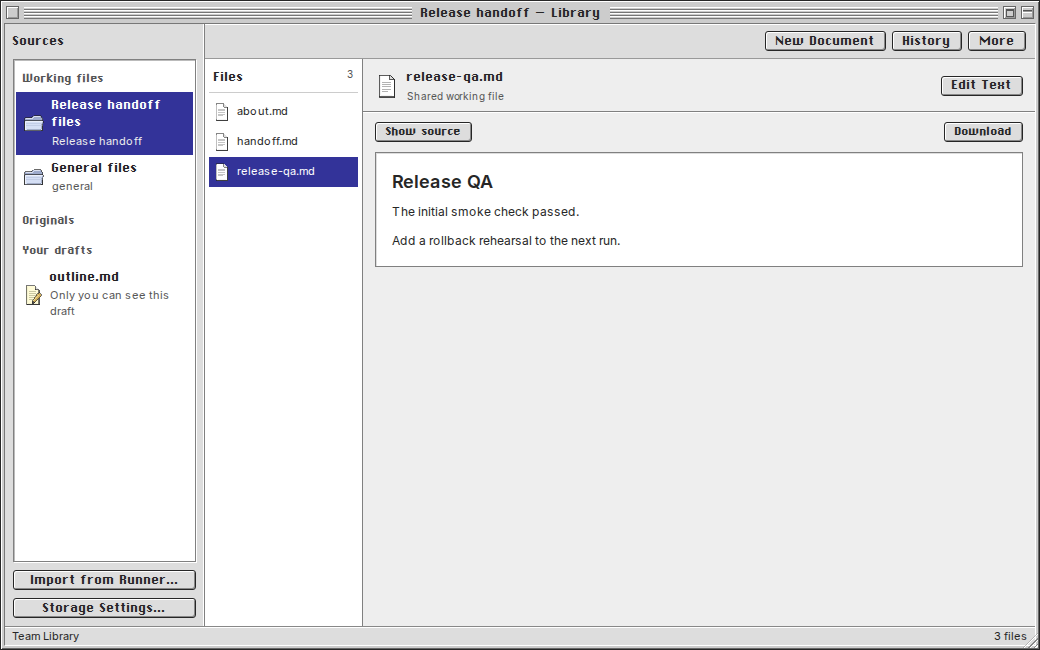 Release handoff — Library
Sources
New Document
History
More
Working files
Release handoff
files
Release handoff
General files
general
Originals
Your drafts
outline.md
Only you can see this
draft
Import from Runner...
Storage Settings...
Files
3
about.md
handoff.md
release-qa.md
release-qa.md
Shared working file
Edit Text
Show source
Download
Release QA
The initial smoke check passed.
Add a rollback rehearsal to the next run.
Team Library
3 files